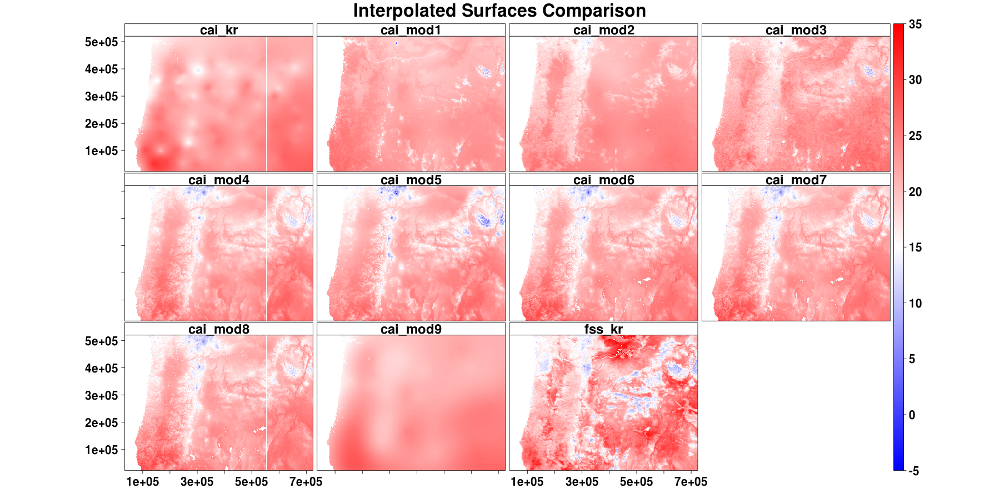 Interpolated Surfaces Comparison
cai_kr cai_mod1 cai_mod2 cai_mod3
5e+05
4e+05
3e+05
2e+05
1e+05
cai_mod4 cai_mod5 cai_mod6 cai_mod7
cai_mod8 cai_mod9 fss_kr
5e+05
4e+05
3e+05
2e+05
1e+05
1e+05 3e+05 5e+05 7e+05 1e+05 3e+05 5e+05 7e+05
35
30
25
20
15
10
5
0
-5